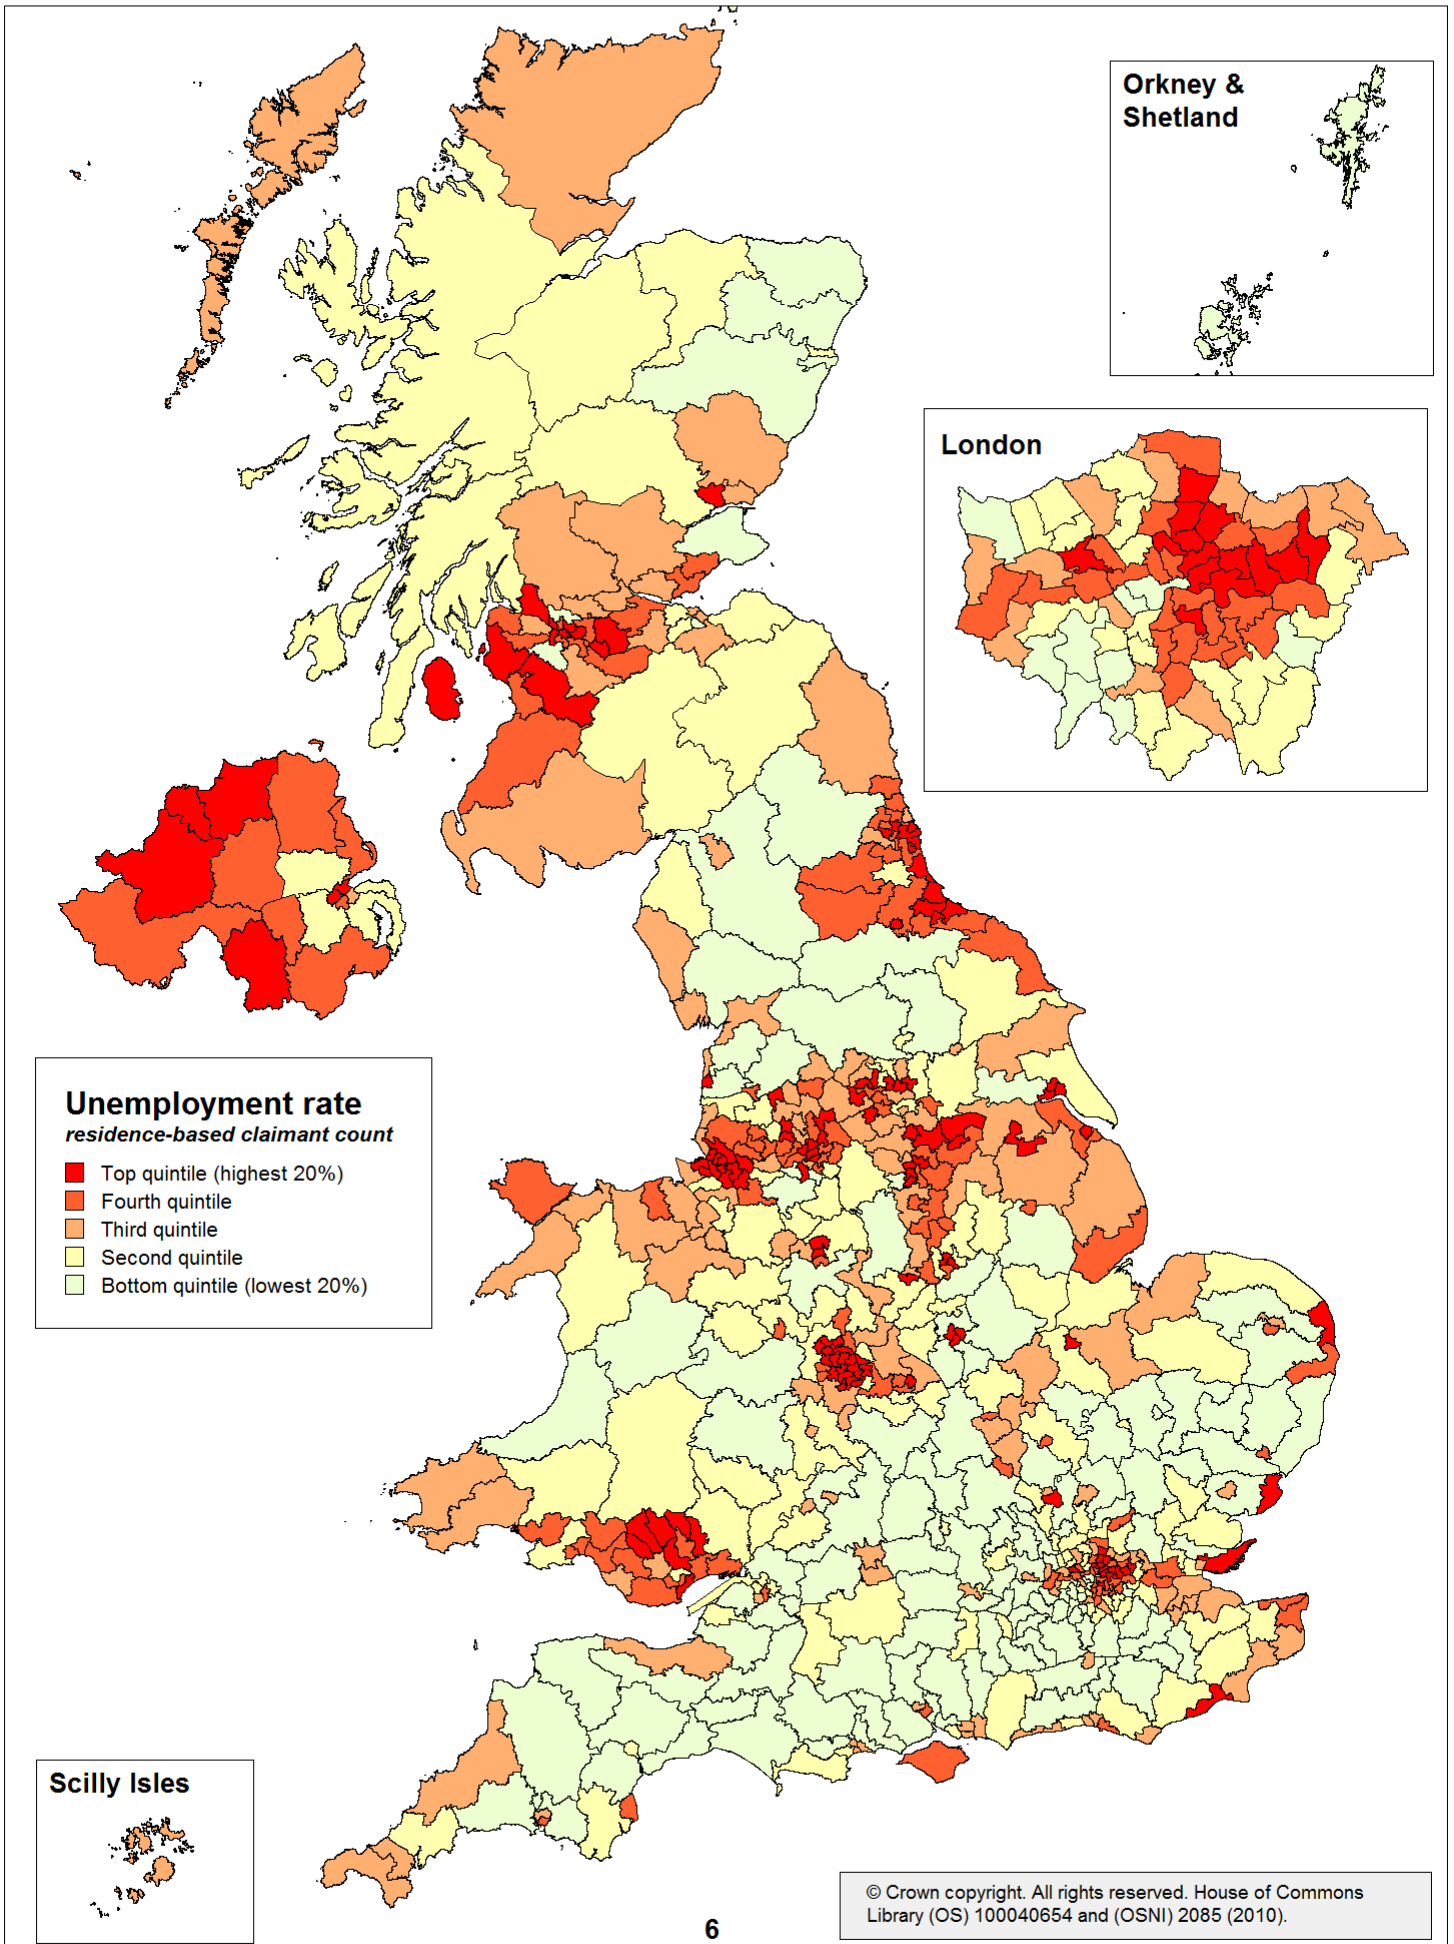 Orkney &
Shetland
London
Unemployment rate
residence-based claimant count
Top quintile (highest 20%)
Fourth quintile
Third quintile
Second quintile
Bottom quintile (lowest 20%)
Scilly Isles
© Crown copyright. All rights reserved. House of Commons
Library (OS) 100040654 and (OSNI) 2085 (2010).
6